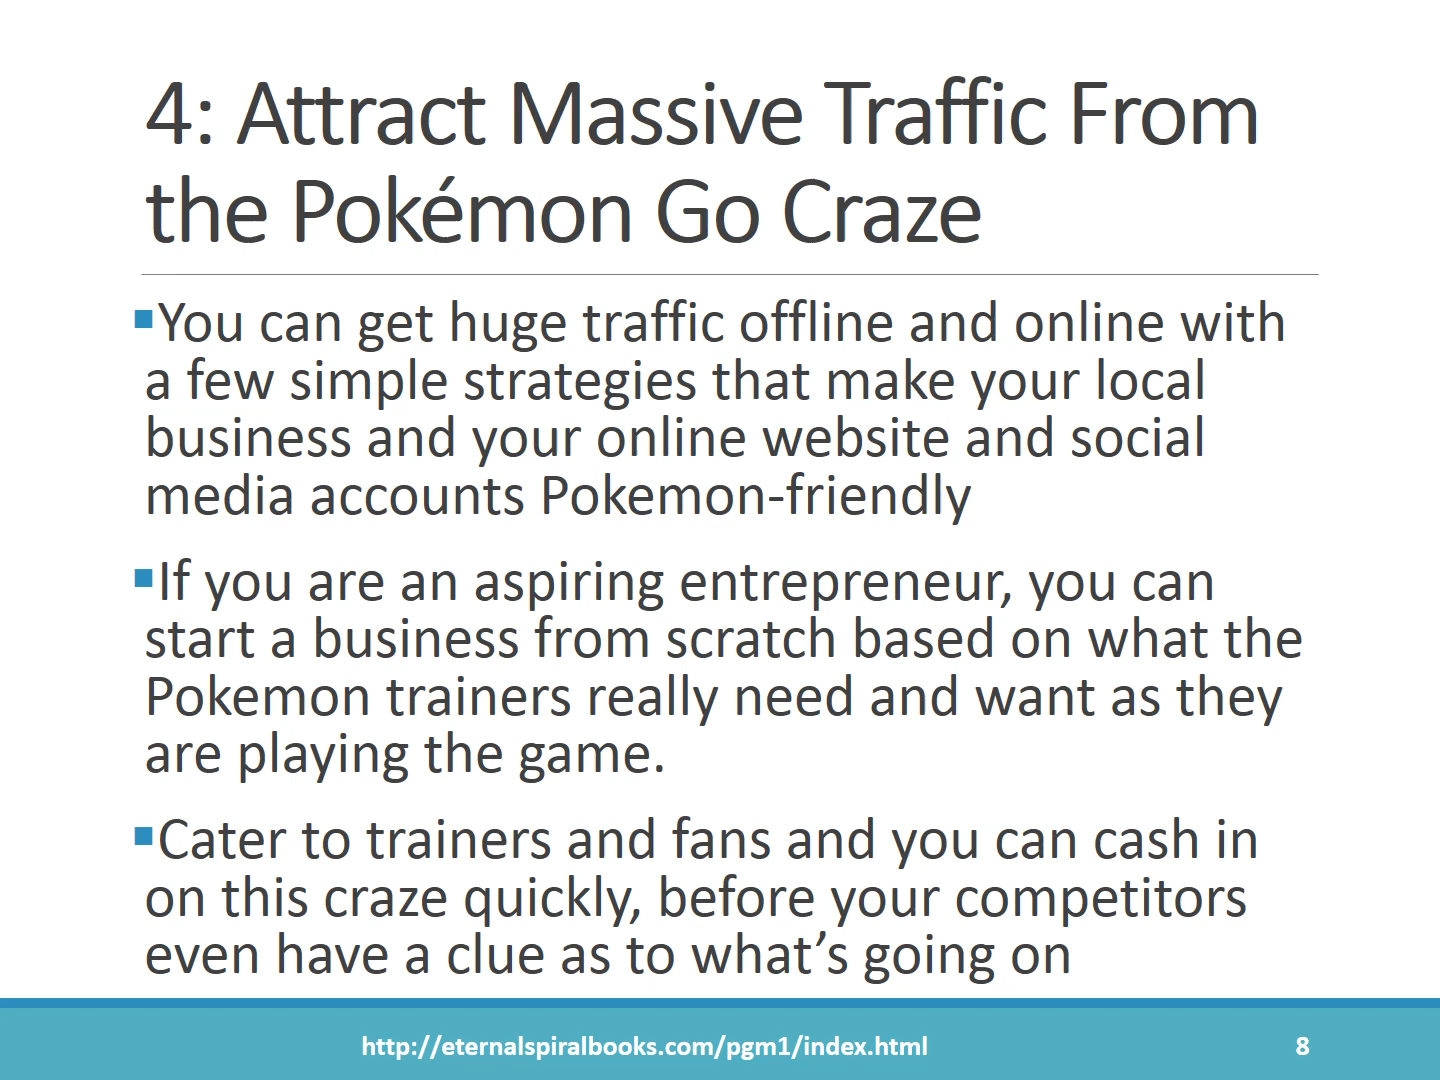 4: Attract Massive Traffic From
the Pokémon Go Craze
▪You can get huge traffic offline and online with
a few simple strategies that make your local
business and your online website and social
media accounts Pokemon-friendly
▪If you are an aspiring entrepreneur, you can
start a business from scratch based on what the
Pokemon trainers really need and want as they
are playing the game.
▪Cater to trainers and fans and you can cash in
on this craze quickly, before your competitors
even have a clue as to what’s going on
http://eternalspiralbooks.com/pgm1/index.html
8